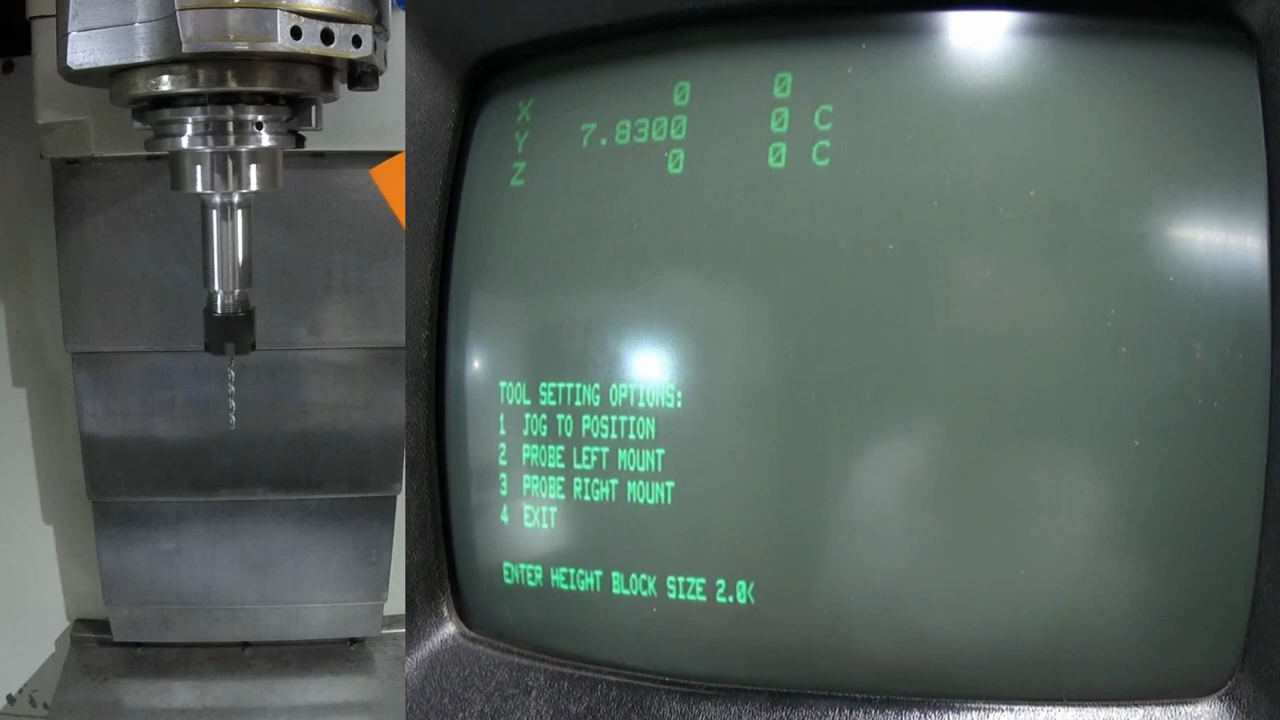 X 0 0
Y 7.8300 0 C
Z 0 0 C
TOOL SETTING OPTIONS:
1 JOG TO POSITION
2 PROBE LEFT MOUNT
3 PROBE RIGHT MOUNT
4 EXIT
ENTER HEIGHT BLOCK SIZE 2.0<